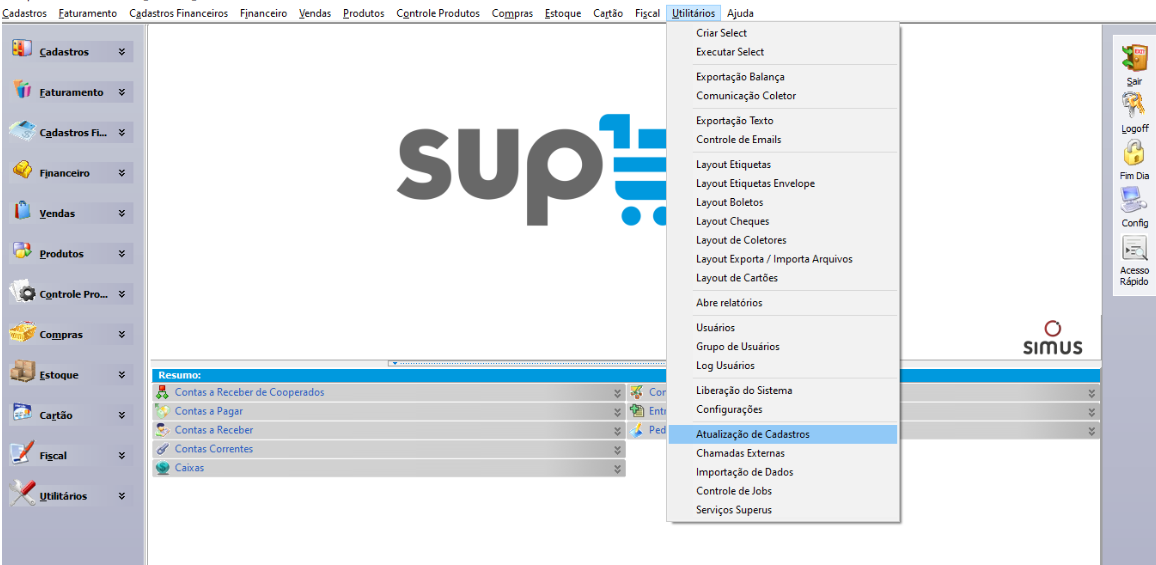 Cadastros Faturamento Cadastros Financeiros Financeiro Vendas Produtos Controle Produtos Compras Estoque Cartão Fiscal Utilitários Ajuda
Cadastros
Faturamento
Cadastros Fi...
Financeiro
Vendas
Produtos
Controle Pro...
Compras
Estoque
Cartão
Fiscal
Utilitários
sup
Criar Select
Executar Select
Exportação Balança
Comunicação Coletor
Exportação Texto
Controle de Emails
Layout Etiquetas
Layout Etiquetas Envelope
Layout Boletos
Layout Cheques
Layout de Coletores
Layout Exporta / Importa Arquivos
Layout de Cartões
Abre relatórios
Usuários
Grupo de Usuários
Log Usuários
Liberação do Sistema
Configurações
Atualização de Cadastros
Chamadas Externas
Importação de Dados
Controle de Jobs
Serviços Superus
sımus
Resumo:
Contas a Receber de Cooperados
Contas a Pagar
Contas a Receber
Contas Correntes
Caixas
Cor
Entr
Ped
EXIT
Sair
Logoff
Fim Dia
Config
Acesso
Rápido